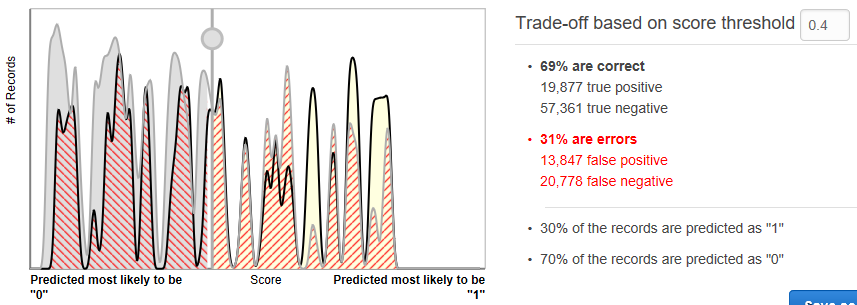 # of Records
Predicted most likely to be
"0"
Score
Predicted most likely to be
"1"
Trade-off based on score threshold 0.4
69% are correct
19,877 true positive
57,361 true negative
31% are errors
13,847 false positive
20,778 false negative
30% of the records are predicted as "1"
70% of the records are predicted as "0"